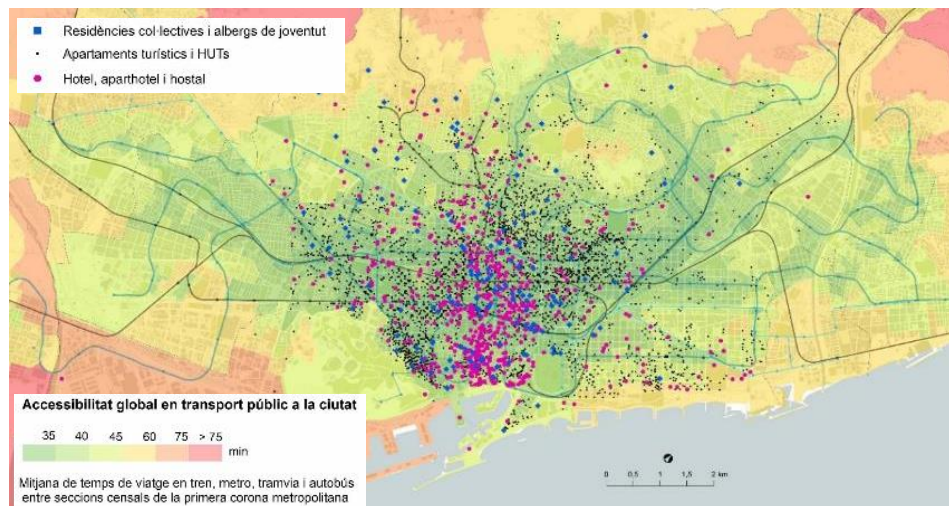 Residències col·lectives i albergs de joventut
Apartaments turístics i HUTs
Hotel, aparthotel i hostal
Accessibilitat global en transport públic a la ciutat
35 40 45 60 75 > 75
min
Mitjana de temps de viatge en tren, metro, tramvia i autobús
entre seccions censals de la primera corona metropolitana
0 0,5 1 1,5 2 km